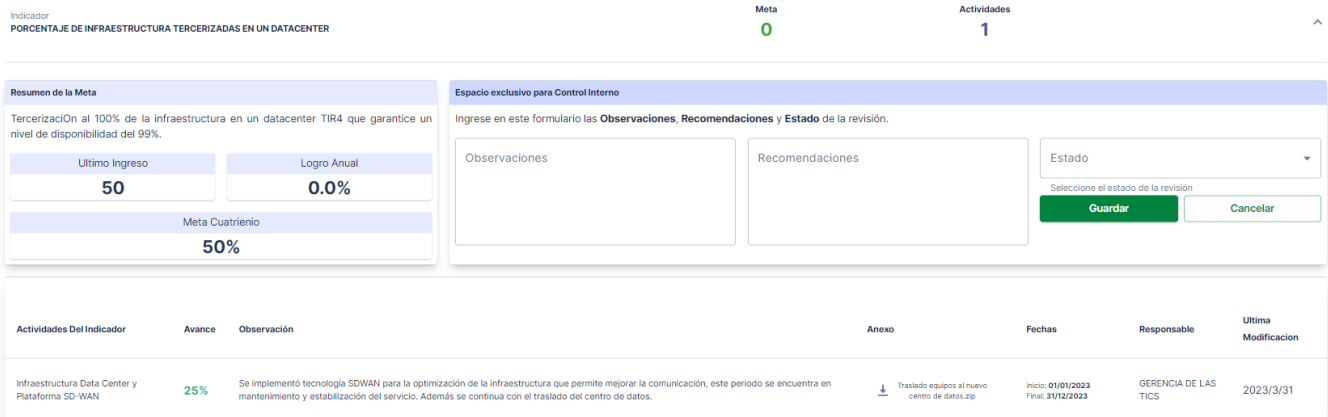 Indicador
PORCENTAJE DE INFRAESTRUCTURA TERCERIZADAS EN UN DATACENTER
Meta
0
Actividades
1
Resumen de la Meta
TercerizaciOn al 100% de la infraestructura en un datacenter TIR4 que garantice un
nivel de disponibilidad del 99%.
Ultimo Ingreso
50
Logro Anual
0.0%
Meta Cuatrienio
50%
Espacio exclusivo para Control Interno
Ingrese en este formulario las Observaciones, Recomendaciones y Estado de la revisión.
Observaciones
Recomendaciones
Estado
Seleccione el estado de la revisión
Guardar
Cancelar
Actividades Del Indicador
Avance
Observación
Anexo
Fechas
Responsable
Ultima
Modificacion
Infraestructura Data Center y
Plataforma SD-WAN
25%
Se implementó tecnología SDWAN para la optimización de la infraestructura que permite mejorar la comunicación, este periodo se encuentra en
mantenimiento y estabilización del servicio. Además se continua con el traslado del centro de datos.
Traslado equipos al nuevo
centro de datos.zip
Inicio: 01/01/2023
Final: 31/12/2023
GERENCIA DE LAS
TICS
2023/3/31